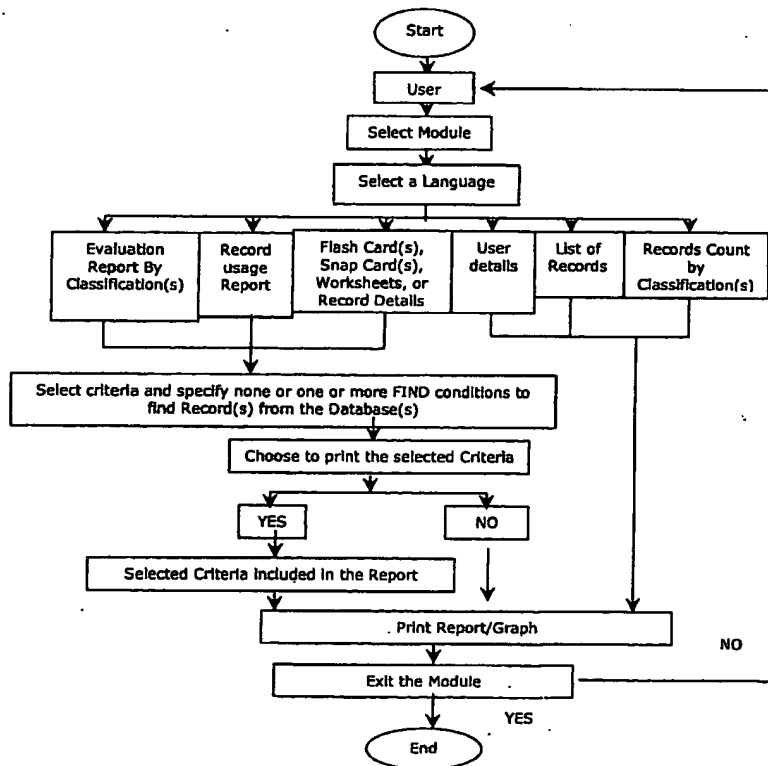 Start
User
Select Module
Select a Language
Evaluation
Report By
Classification(s)
Record
usage
Report
Flash Card(s),
Snap Card(s),
Worksheets, or
Record Details
User
details
List of
Records
Records Count
by
Classification(s)
Select criteria and specify none or one or more FIND conditions to
find Record(s) from the Database(s)
Choose to print the selected Criteria
YES
NO
Selected Criteria included in the Report
Print Report/Graph
NO
Exit the Module
YES
End